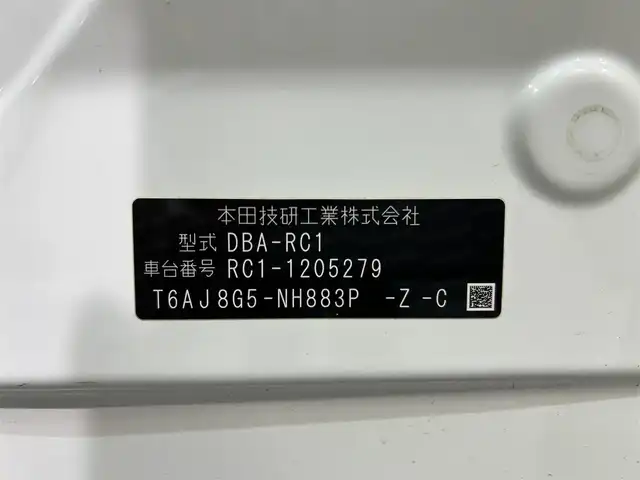 本田技研工業株式会社
型式 DBA-RC1
車台番号 RC1-1205279
T6AJ8G5-NH883P -Z-C